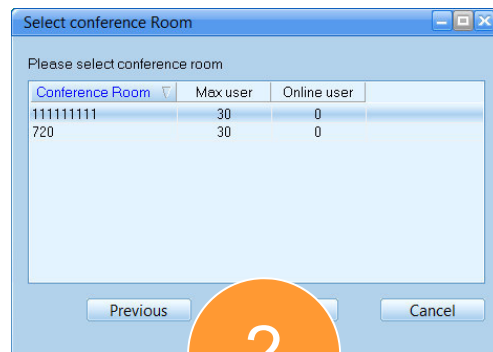 Select conference Room
Please select conference room
Conference Room Max user Online user
111111111 30 0
720 30 0
Previous Cancel